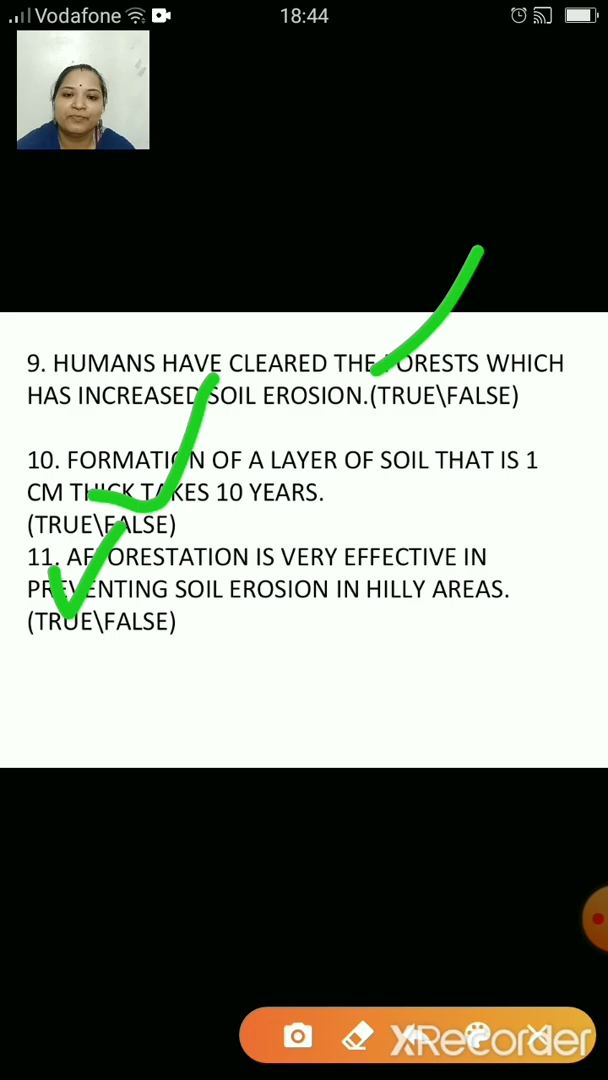 Vodafone 18:44
9. HUMANS HAVE CLEARED THE FORESTS WHICH
HAS INCREASED SOIL EROSION.(TRUE\FALSE)
10. FORMATION OF A LAYER OF SOIL THAT IS 1
CM THICK TAKES 10 YEARS.
(TRUE\FALSE)
11. AFFORESTATION IS VERY EFFECTIVE IN
PREVENTING SOIL EROSION IN HILLY AREAS.
(TRUE\FALSE)
XRecorder